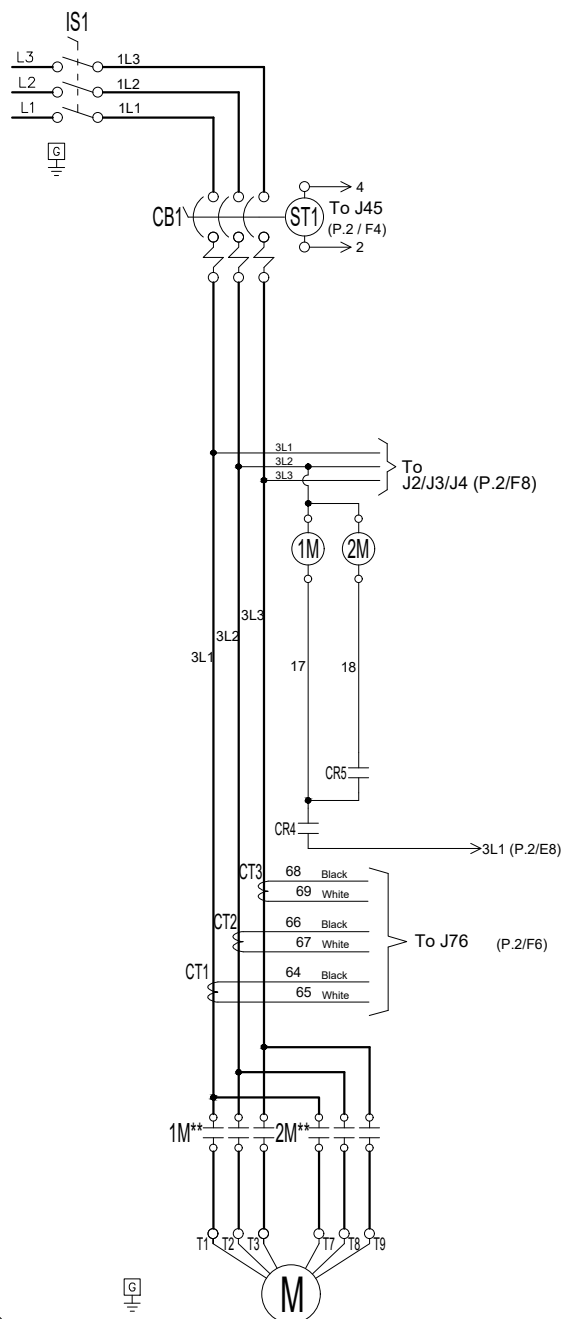 IS1
L3 1L3
L2 1L2
L1 1L1
G
CB1 ST1
4
To J45
(P.2 / F4)
2
3L1
3L2
3L3
To
J2/J3/J4 (P.2/F8)
1M 2M
3L3
3L2
3L1
17 18
CR5
CR4
3L1 (P.2/E8)
CT3 68 Black
69 White
CT2 66 Black
67 White
To J76 (P.2/F6)
CT1 64 Black
65 White
1M** 2M**
T1 T2 T3 T7 T8 T9
G
M